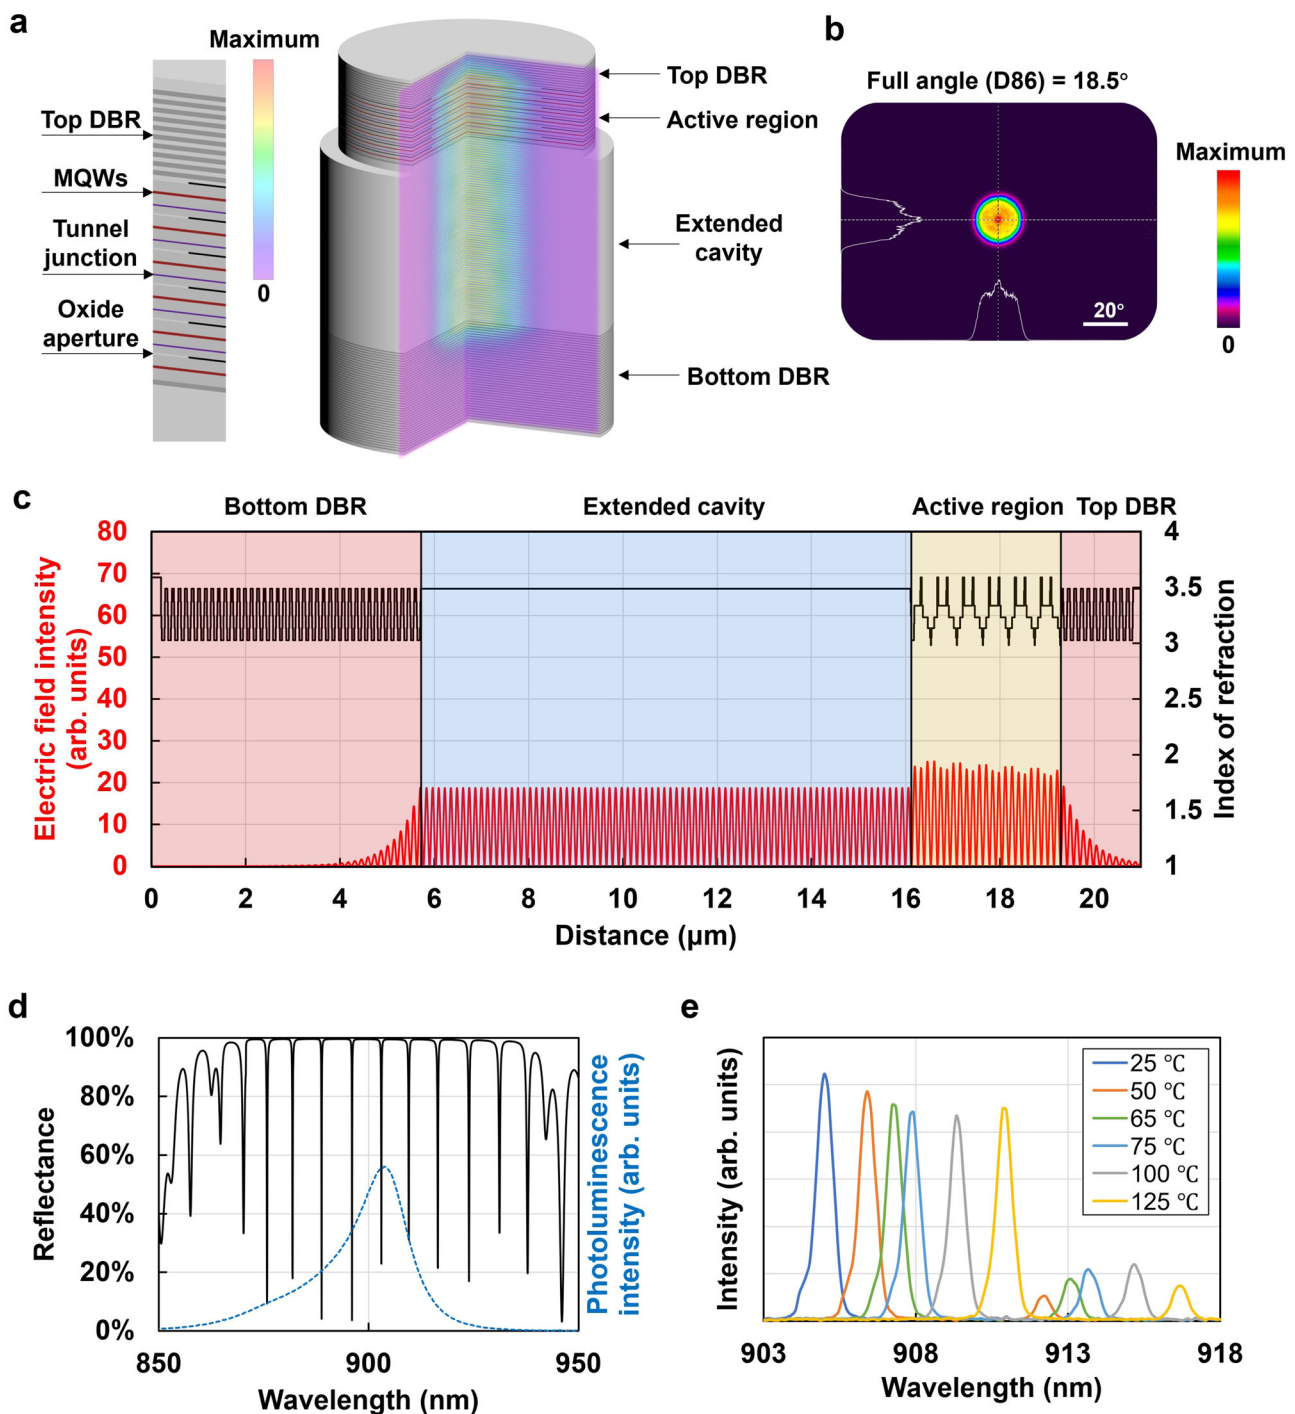 a
Maximum
0
Top DBR
MQWs
Tunnel
junction
Oxide
aperture
Top DBR
Active region
Extended
cavity
Bottom DBR
b
Full angle (D86) = 18.5°
20°
Maximum
0
c
Bottom DBR
Extended cavity
Active region
Top DBR
Electric field intensity
(arb. units)
80
70
60
50
40
30
20
10
0
4
3.5
3
2.5
2
1.5
1
Index of refraction
0 2 4 6 8 10 12 14 16 18 20
Distance (µm)
d
Reflectance
100%
80%
60%
40%
20%
0%
Photoluminescence
intensity (arb. units)
850 900 950
Wavelength (nm)
e
Intensity (arb. units)
25 ℃
50 ℃
65 ℃
75 ℃
100 ℃
125 ℃
903 908 913 918
Wavelength (nm)